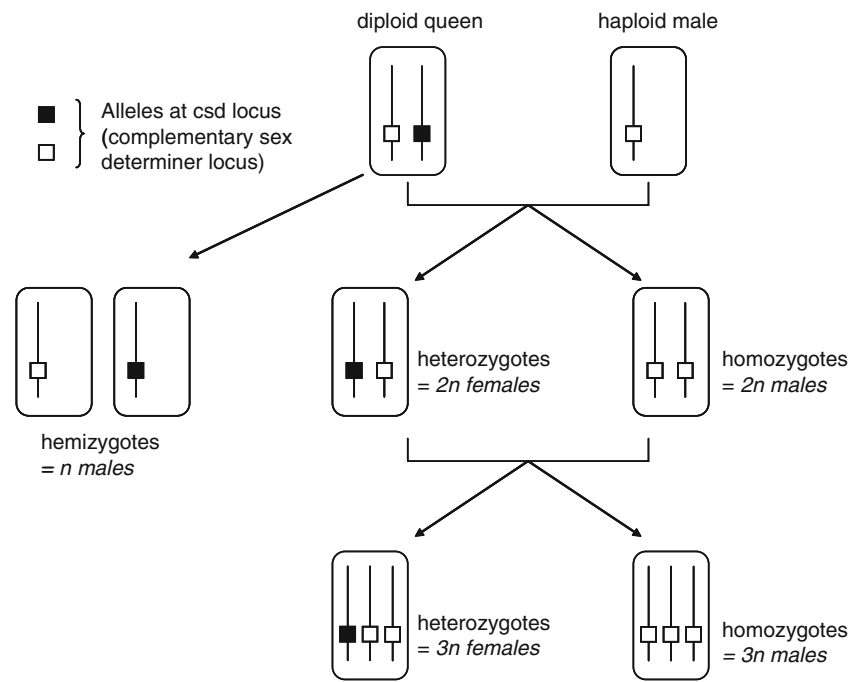 diploid queen
haploid male
Alleles at csd locus
(complementary sex
determiner locus)
hemizygotes
= n males
heterozygotes
= 2n females
homozygotes
= 2n males
heterozygotes
= 3n females
homozygotes
= 3n males